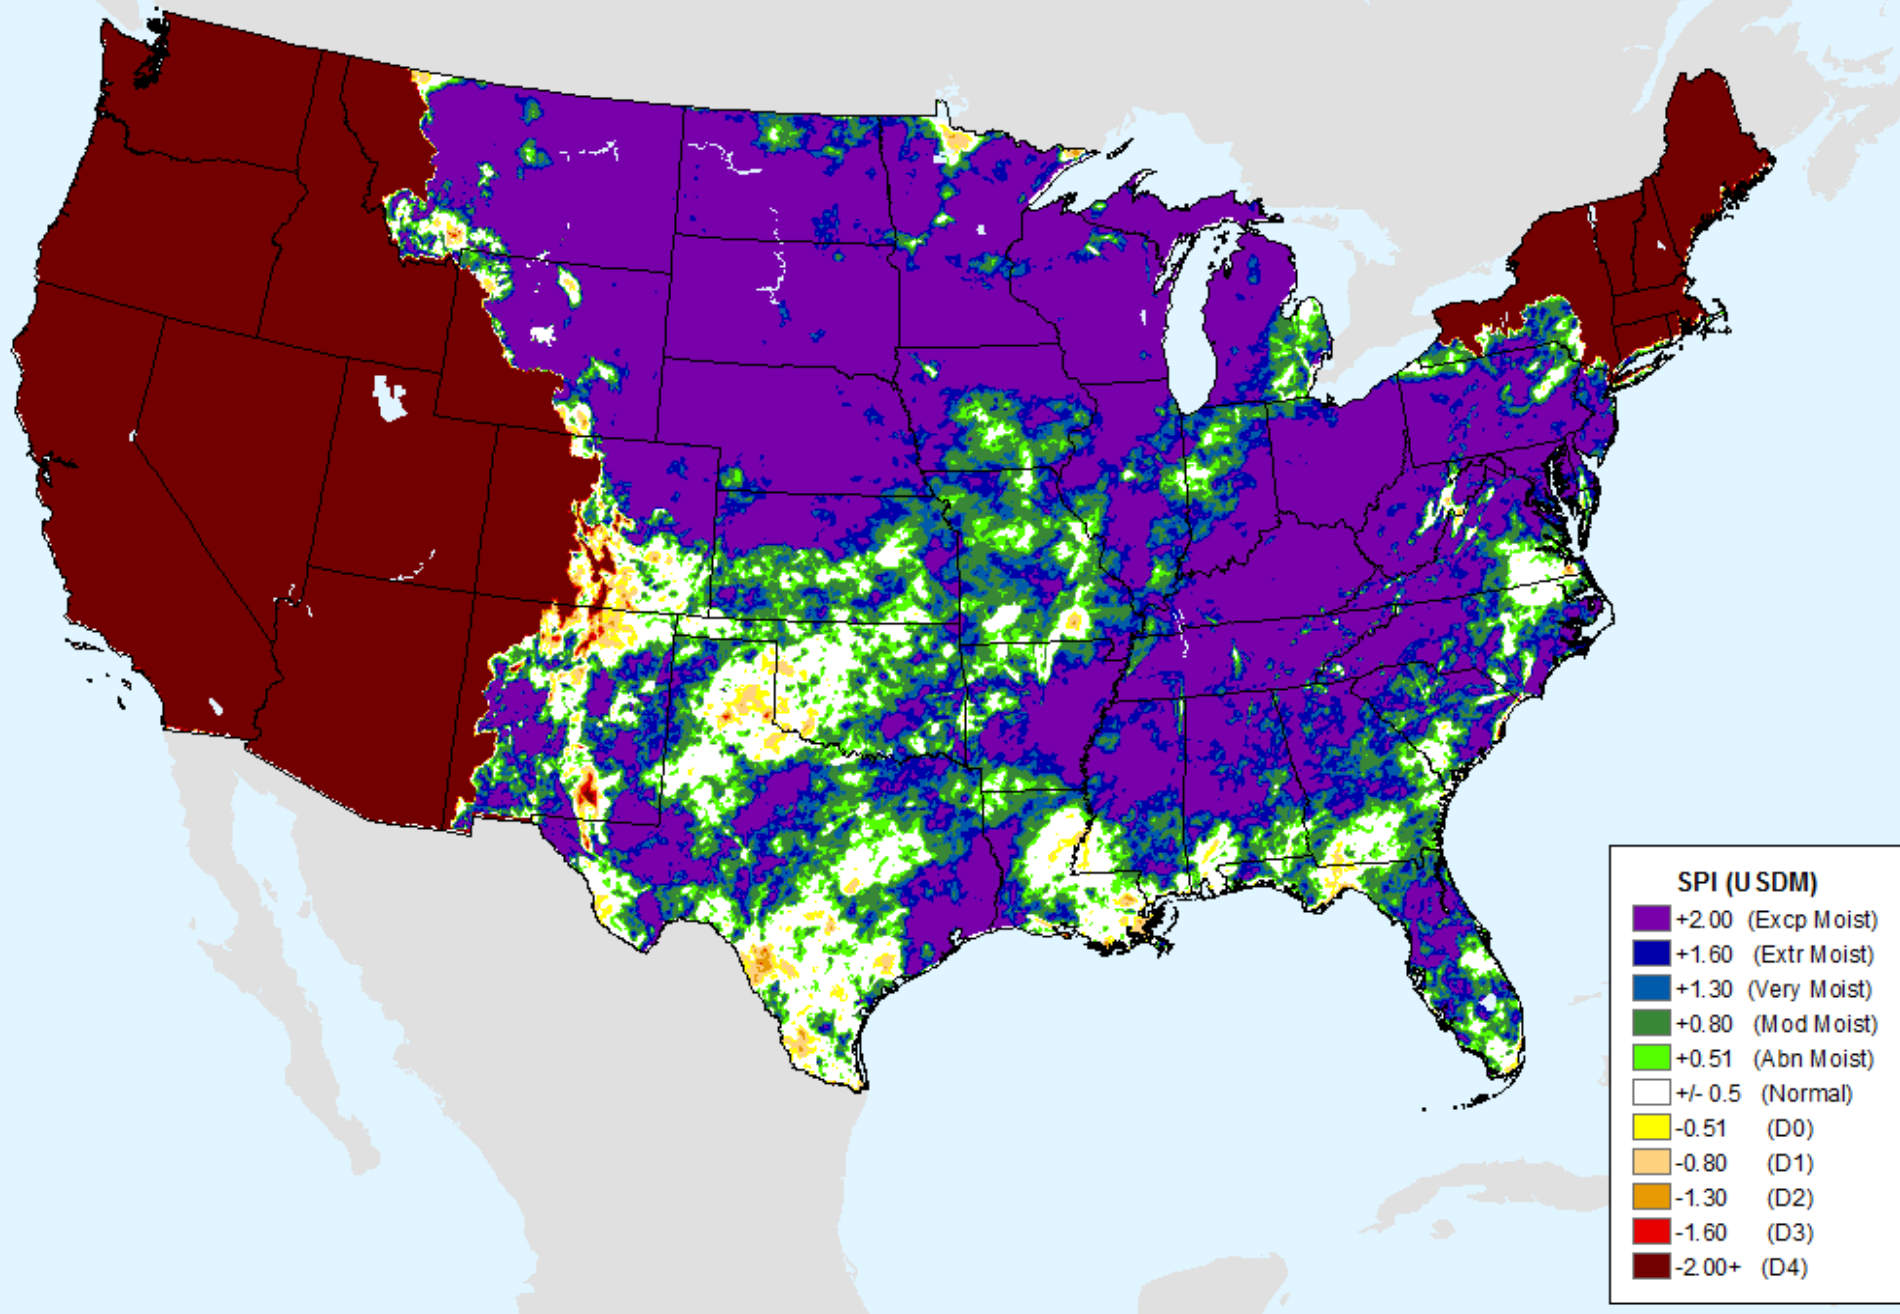 SPI (USDM)
+2.00 (Excp Moist)
+1.60 (Extr Moist)
+1.30 (Very Moist)
+0.80 (Mod Moist)
+0.51 (Abn Moist)
+/- 0.5 (Normal)
-0.51 (D0)
-0.80 (D1)
-1.30 (D2)
-1.60 (D3)
-2.00+ (D4)